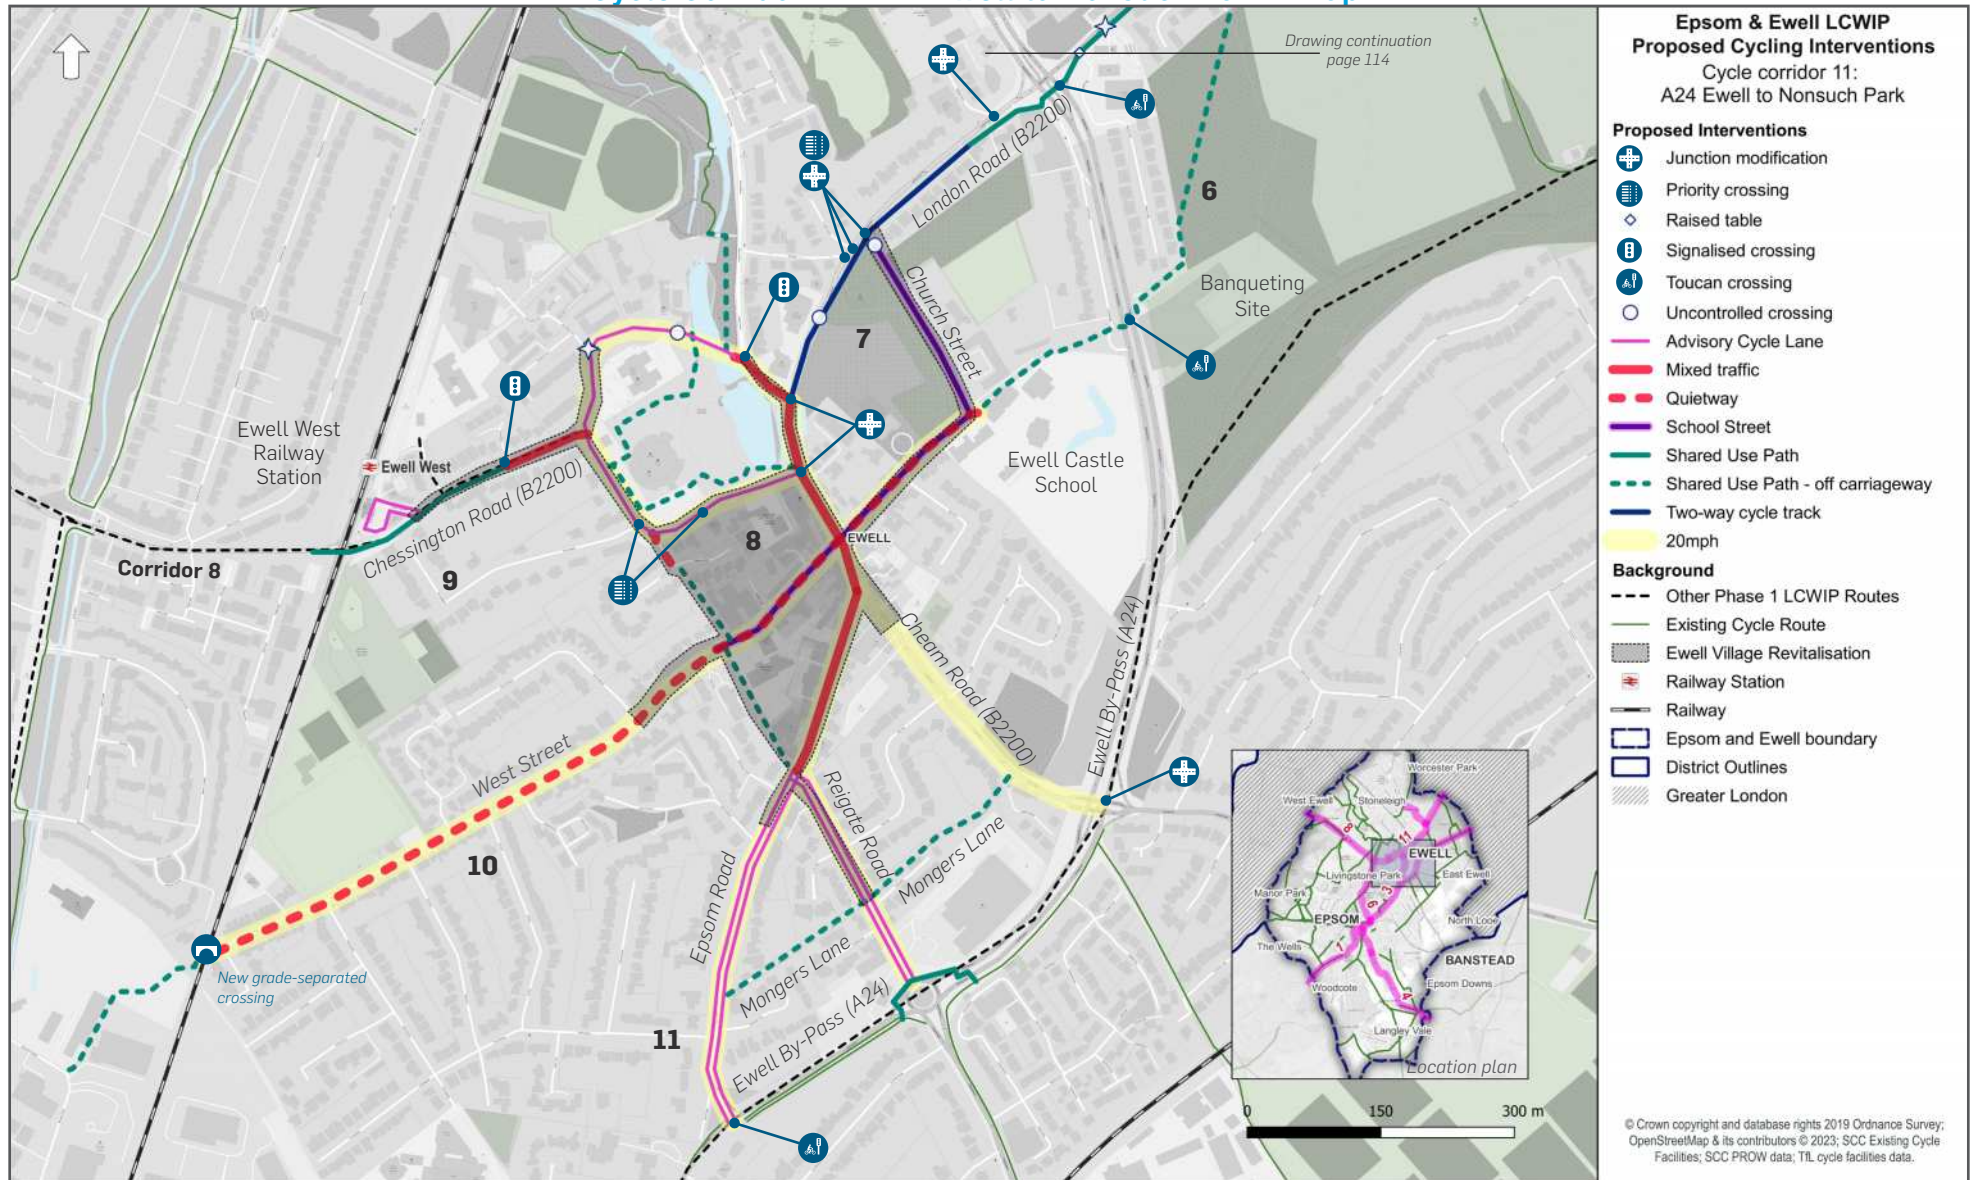 Drawing continuation
page 114
London Road (B2200)
6
Church Street
7
Banqueting
Site
Ewell West
Railway
Station
Ewell West
Ewell Castle
School
Chessington Road (B2200)
EWELL
8
Corridor 8
9
Cheam Road (B2200)
Ewell By-Pass (A24)
West Street
Reigate Road
10
Mongers Lane
Epsom Road
Mongers Lane
New grade-separated
crossing
Ewell By-Pass (A24)
11
Worcester Park
West Ewell
Stoneleigh
8
11
EWELL
Livingstone Park
East Ewell
Manor Park
3
6
EPSOM
North Looe
The Wells
1
BANSTEAD
Woodcote
Epsom Downs
4
Langley Vale
Location plan
0 150 300 m
Epsom & Ewell LCWIP
Proposed Cycling Interventions
Cycle corridor 11:
A24 Ewell to Nonsuch Park
Proposed Interventions
Junction modification
Priority crossing
Raised table
Signalised crossing
Toucan crossing
Uncontrolled crossing
Advisory Cycle Lane
Mixed traffic
Quietway
School Street
Shared Use Path
Shared Use Path - off carriageway
Two-way cycle track
20mph
Background
Other Phase 1 LCWIP Routes
Existing Cycle Route
Ewell Village Revitalisation
Railway Station
Railway
Epsom and Ewell boundary
District Outlines
Greater London
© Crown copyright and database rights 2019 Ordnance Survey;
OpenStreetMap & its contributors © 2023; SCC Existing Cycle
Facilities; SCC PROW data; TfL cycle facilities data.